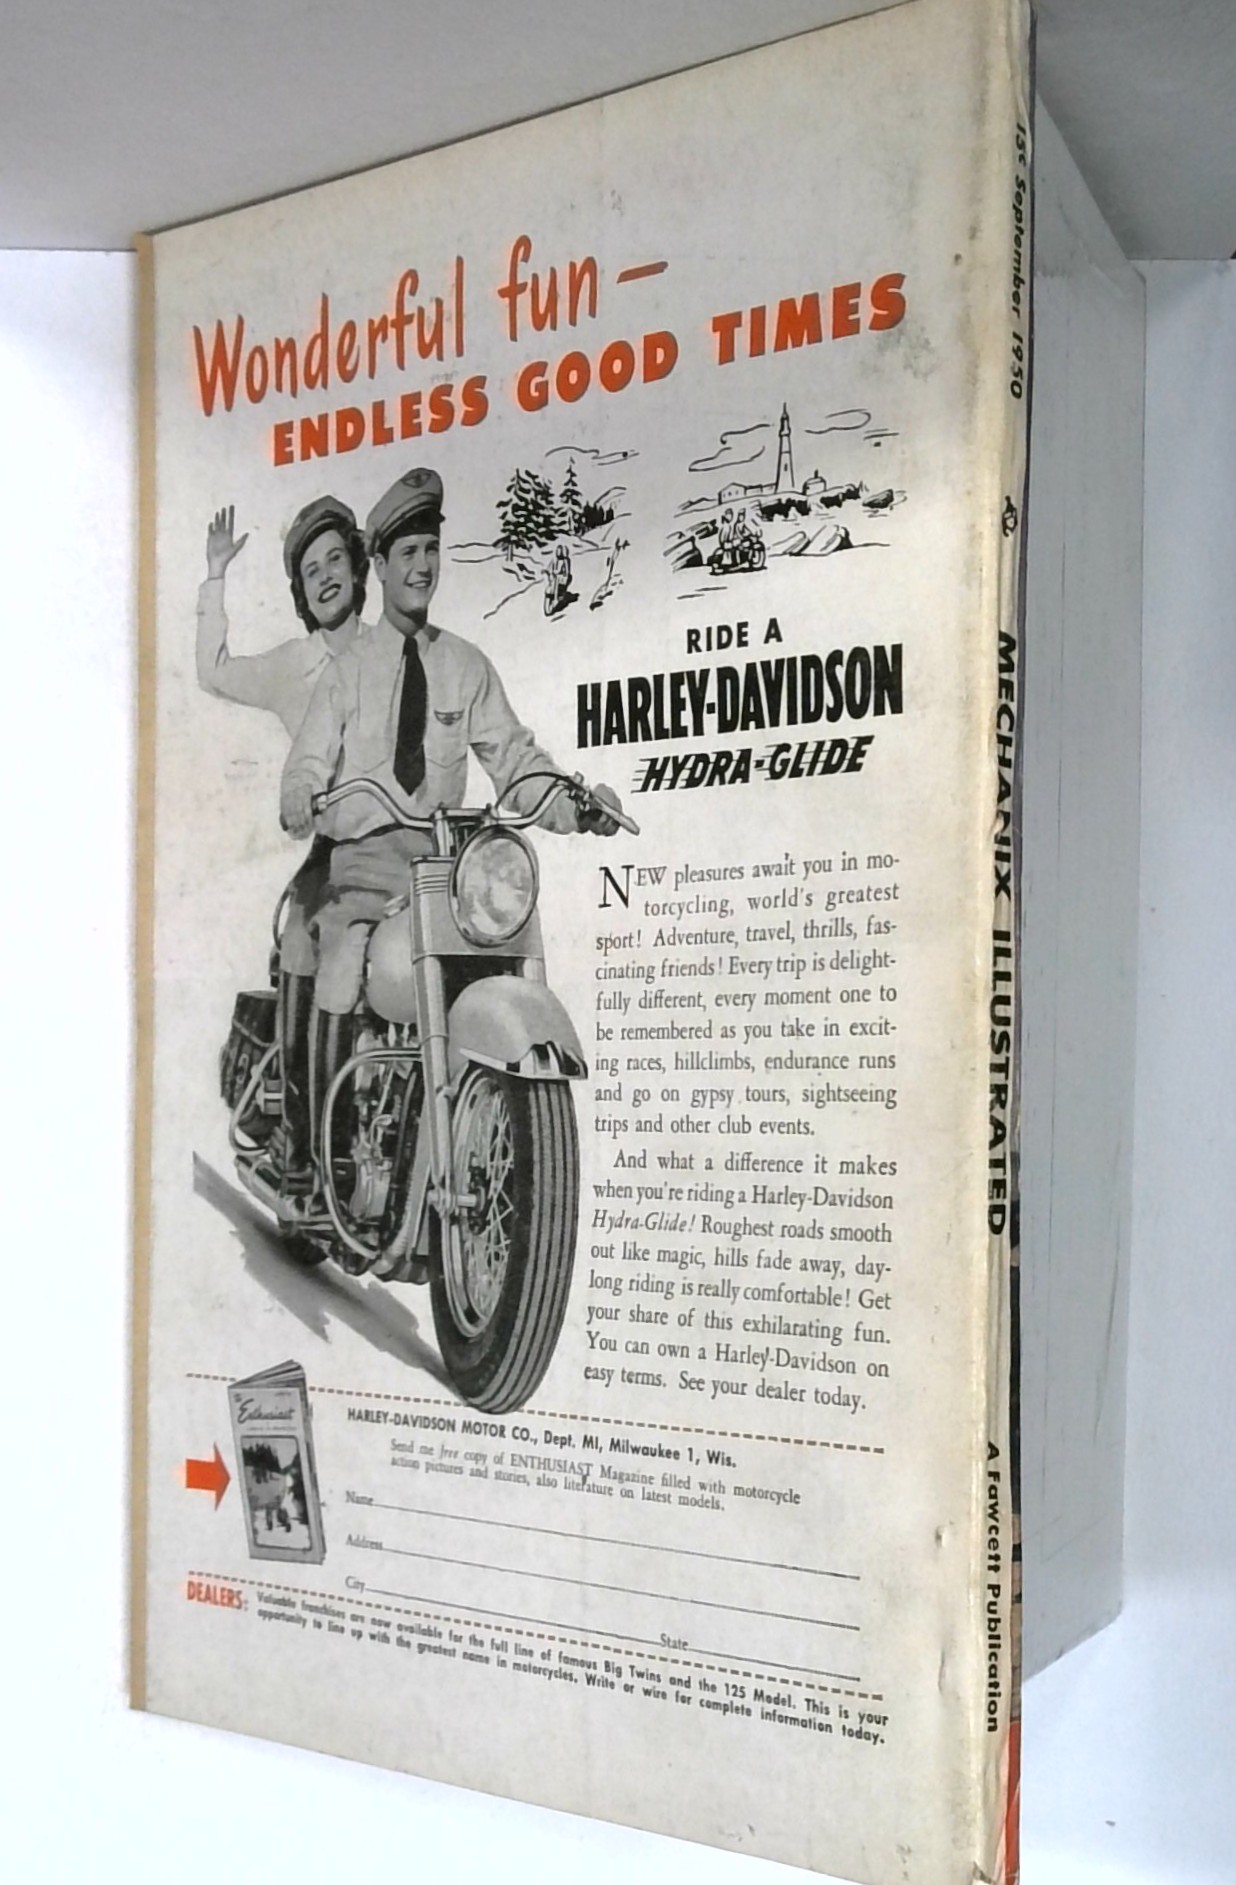 Wonderful fun—
ENDLESS GOOD TIMES
RIDE A
HARLEY-DAVIDSON
HYDRA-GLIDE
NEW pleasures await you in mo-
torcycling, world's greatest
sport! Adventure, travel, thrills, fas-
cinating friends! Every trip is delight-
fully different, every moment one to
be remembered as you take in excit-
ing races, hillclimbs, endurance runs
and go on gypsy tours, sightseeing
trips and other club events.
And what a difference it makes
when you're riding a Harley-Davidson
Hydra-Glide! Roughest roads smooth
out like magic, hills fade away, day-
long riding is really comfortable! Get
your share of this exhilarating fun.
You can own a Harley-Davidson on
easy terms. See your dealer today.
Enthusiast
HARLEY-DAVIDSON MOTOR CO., Dept. MI, Milwaukee 1, Wis.
Send me free copy of ENTHUSIAST Magazine filled with motorcycle
action pictures and stories, also literature on latest models.
Name
Address
City
State
DEALERS: Valuable franchises are now available for the full line of famous Big Twins and the 125 Model. This is your
opportunity to line up with the greatest name in motorcycles. Write or wire for complete information today.
15¢ September 1950
MECHANIX ILLUSTRATED
A Fawcett Publication